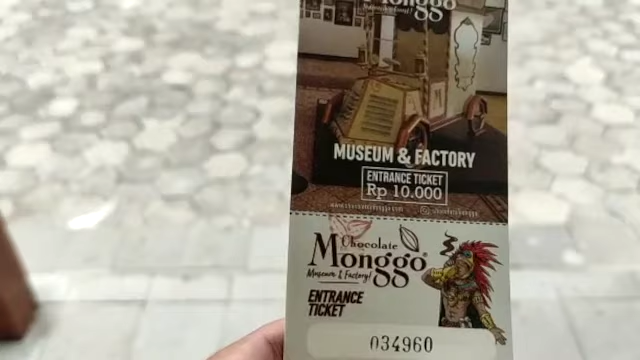 Monggo
MUSEUM & FACTORY
ENTRANCE TICKET
Rp 10.000
Chocolate
Monggo®
Museum & Factory!
ENTRANCE
TICKET
034960